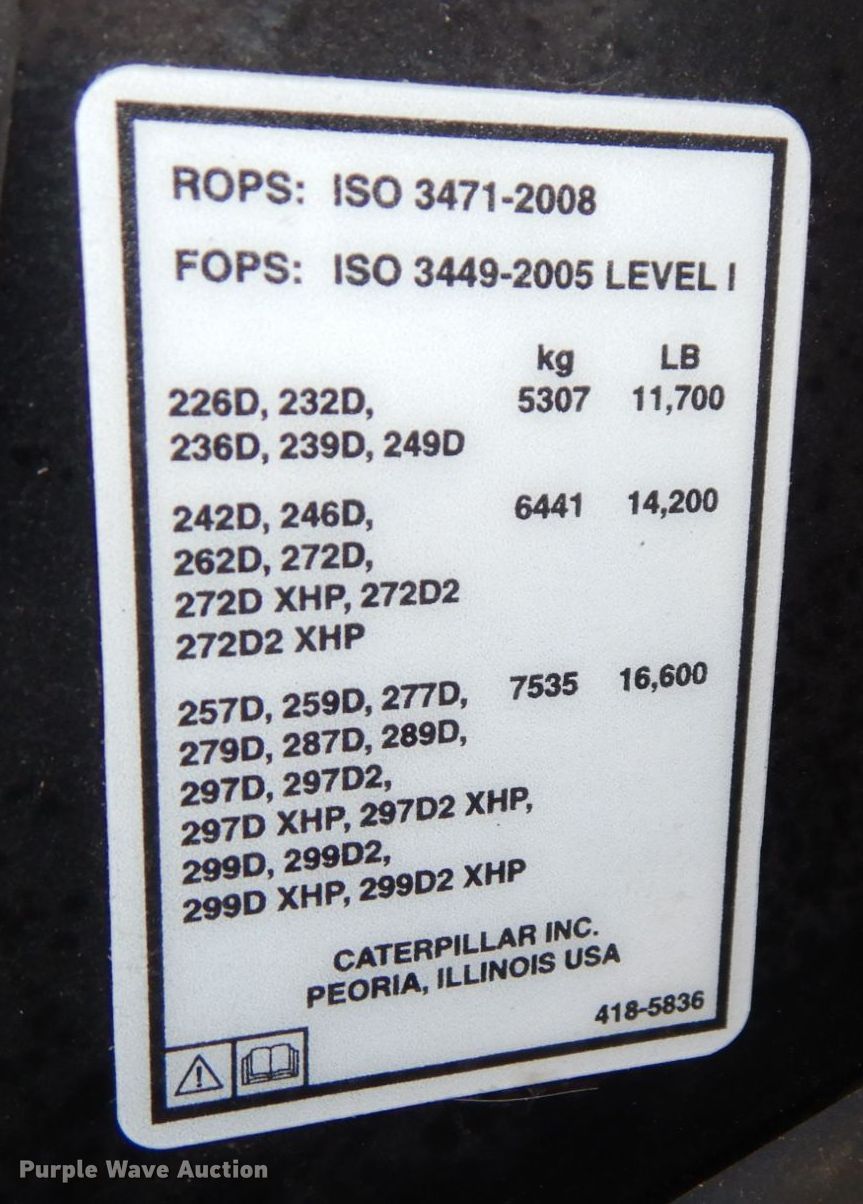 ROPS: ISO 3471-2008
FOPS: ISO 3449-2005 LEVEL I
kg LB
226D, 232D, 5307 11,700
236D, 239D, 249D
242D, 246D, 6441 14,200
262D, 272D,
272D XHP, 272D2
272D2 XHP
257D, 259D, 277D, 7535 16,600
279D, 287D, 289D,
297D, 297D2,
297D XHP, 297D2 XHP,
299D, 299D2,
299D XHP, 299D2 XHP
CATERPILLAR INC.
PEORIA, ILLINOIS USA
418-5836
Purple Wave Auction